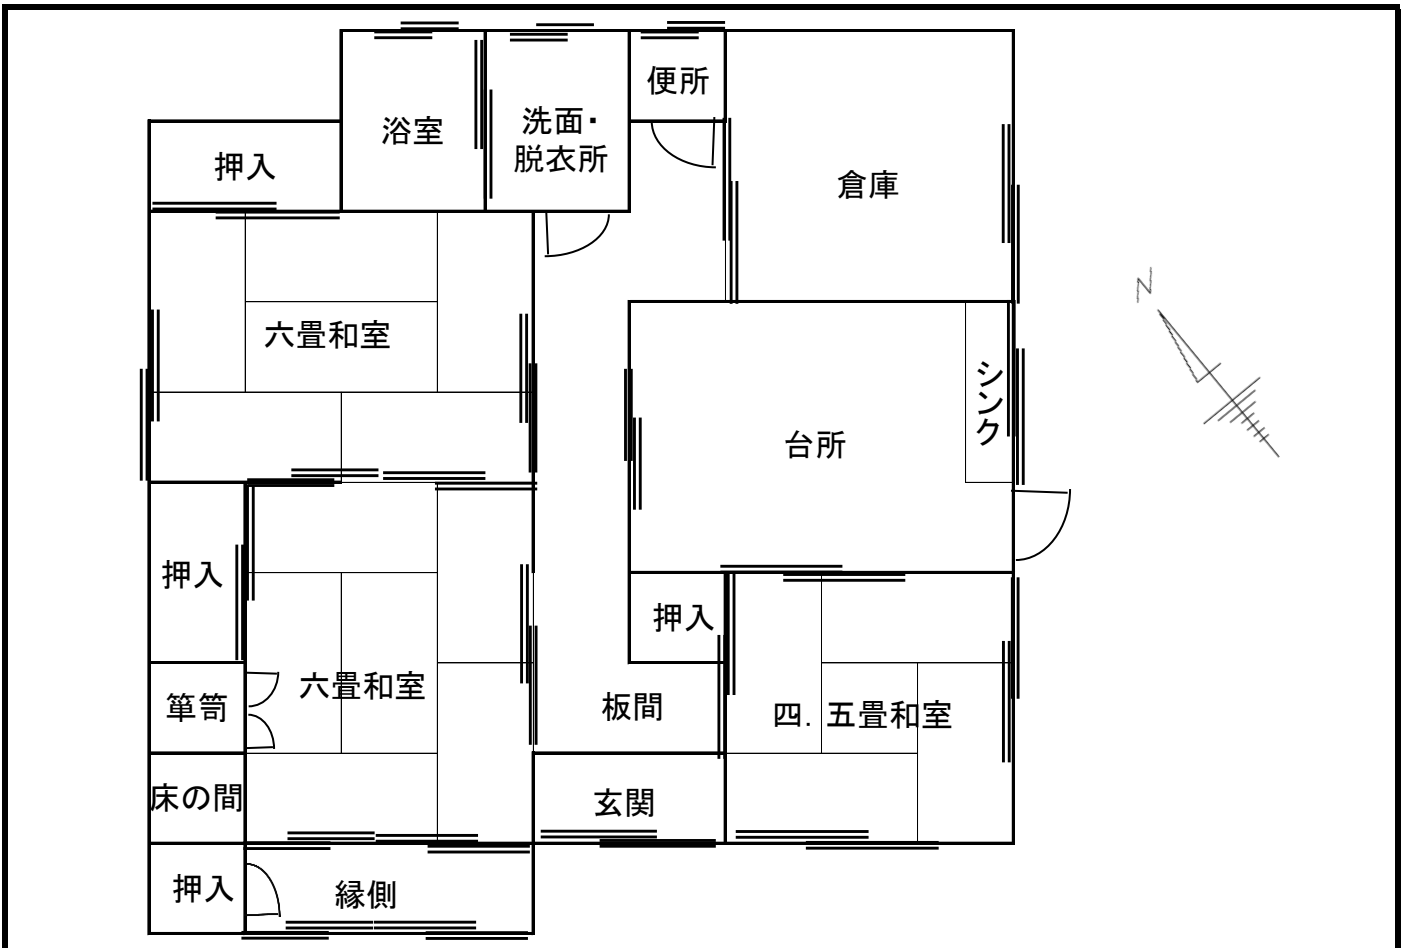 便所
浴室
洗面・
脱衣所
押入
倉庫
N
六畳和室
シンク
台所
押入
押入
六畳和室
箪笥
板間
四．五畳和室
床の間
玄関
押入
縁側